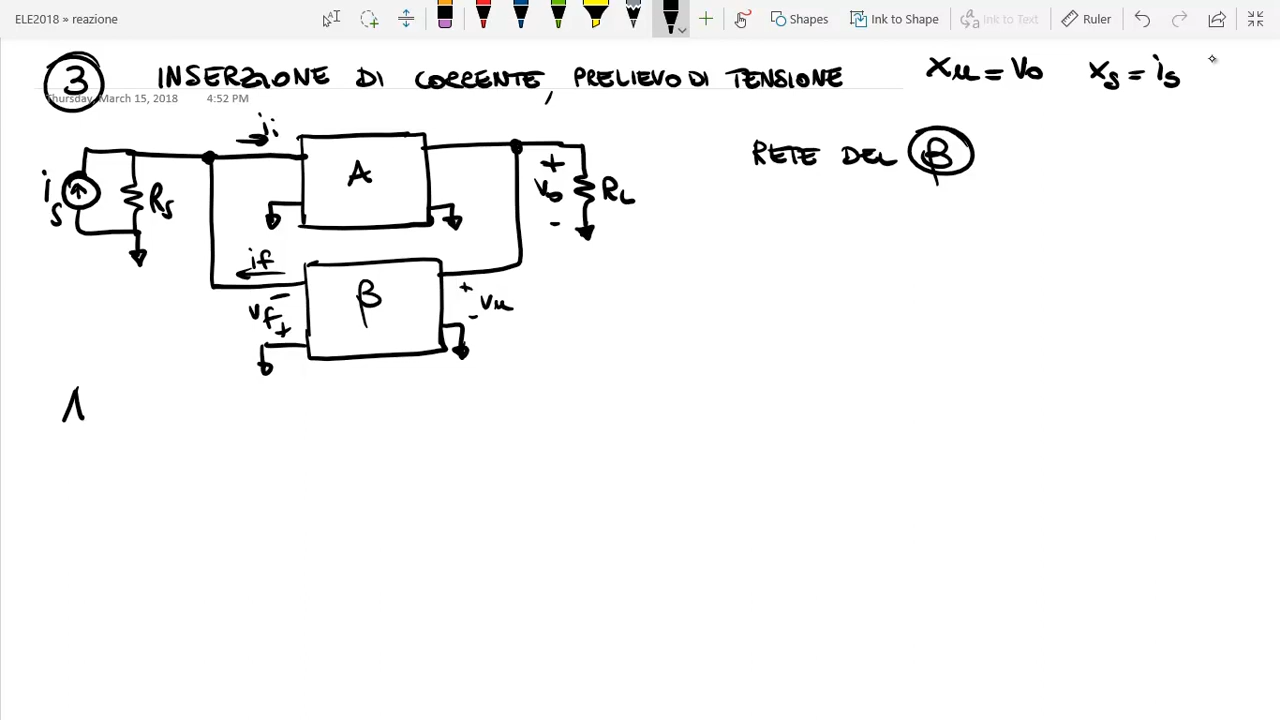 ELE2018 » reazione
Shapes
Ink to Shape
Ink to Text
Ruler
3 INSERZIONE DI CORRENTE, PRELIEVO DI TENSIONE xu = vo xs = is
Thursday, March 15, 2018 4:52 PM
RETE DEL β
ii
A
is
Rs
+
vo
-
RL
if
β
-
vf
+
+
vu
-